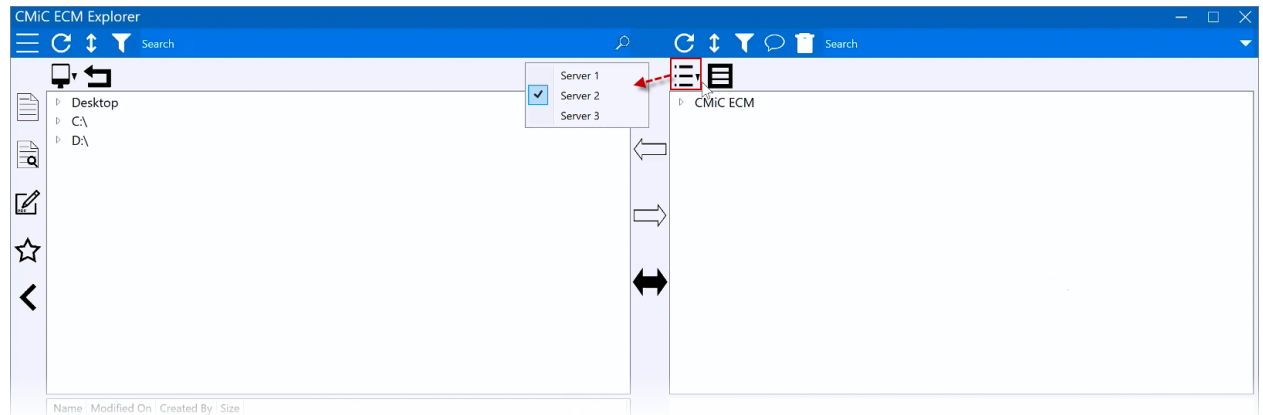 CMiC ECM Explorer
Search
Search
Server 1
Server 2
Server 3
Desktop
C:\
D:\
CMiC ECM
Name Modified On Created By Size